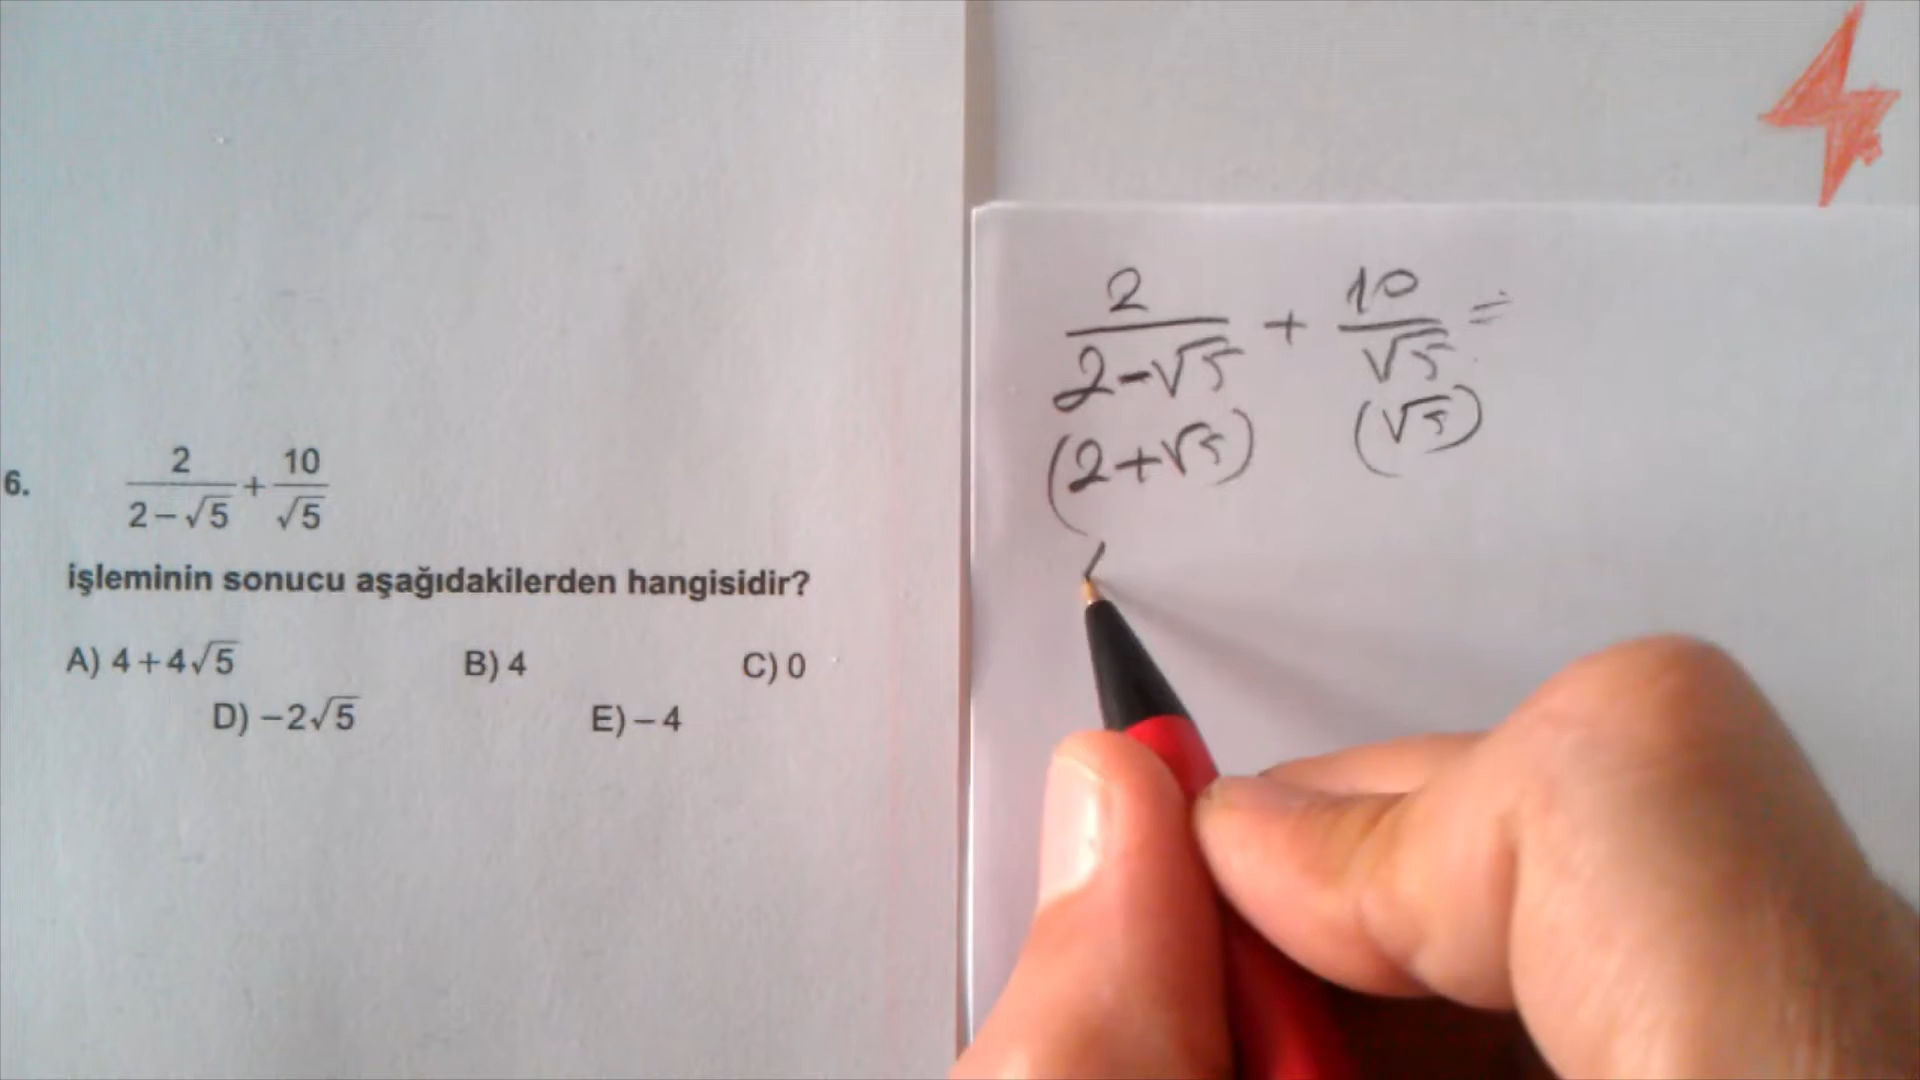 6. 2/(2−√5) + 10/√5
işleminin sonucu aşağıdakilerden hangisidir?
A) 4+4√5 B) 4 C) 0
D) −2√5 E) −4
2/(2−√5) + 10/√5 =
(2+√5) (√5)